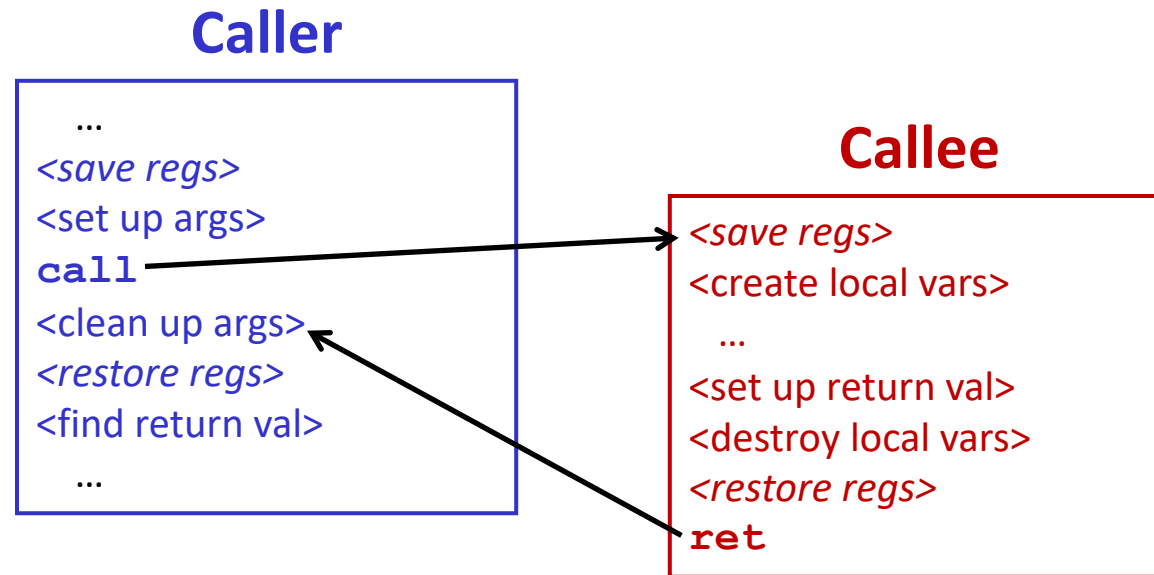 Caller
…
<save regs>
<set up args>
call
<clean up args>
<restore regs>
<find return val>
…
Callee
<save regs>
<create local vars>
…
<set up return val>
<destroy local vars>
<restore regs>
ret